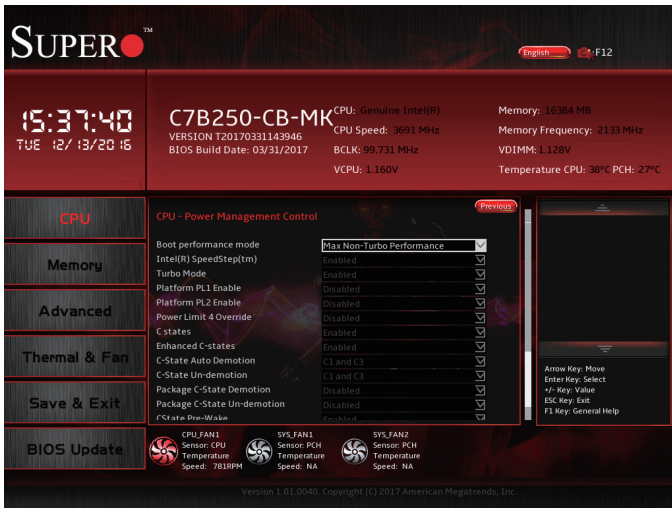 SUPER TM
English :F12
15:37:40
TUE 12/13/2016
C7B250-CB-MK
VERSION T20170331143946
BIOS Build Date: 03/31/2017
CPU: Genuine Intel(R)
CPU Speed: 3691 MHz
BCLK: 99.731 MHz
VCPU: 1.160V
Memory: 16384 MB
Memory Frequency: 2133 MHz
VDIMM: 1.128V
Temperature CPU: 38°C PCH: 27°C
CPU
Memory
Advanced
Thermal & Fan
Save & Exit
BIOS Update
Previous
CPU - Power Management Control
Boot performance mode Max Non-Turbo Performance
Intel(R) SpeedStep(tm) Enabled
Turbo Mode Enabled
Platform PL1 Enable Disabled
Platform PL2 Enable Disabled
Power Limit 4 Override Disabled
C states Enabled
Enhanced C-states Enabled
C-State Auto Demotion C1 and C3
C-State Un-demotion C1 and C3
Package C-State Demotion Disabled
Package C-State Un-demotion Disabled
CState Pre-Wake Enabled
Arrow Key: Move
Enter Key: Select
+/- Key: Value
ESC Key: Exit
F1 Key: General Help
CPU_FAN1
Sensor: CPU
Temperature
Speed: 781RPM
SYS_FAN1
Sensor: PCH
Temperature
Speed: NA
SYS_FAN2
Sensor: PCH
Temperature
Speed: NA
Version 1.01.0040. Copyright (C) 2017 American Megatrends, Inc.